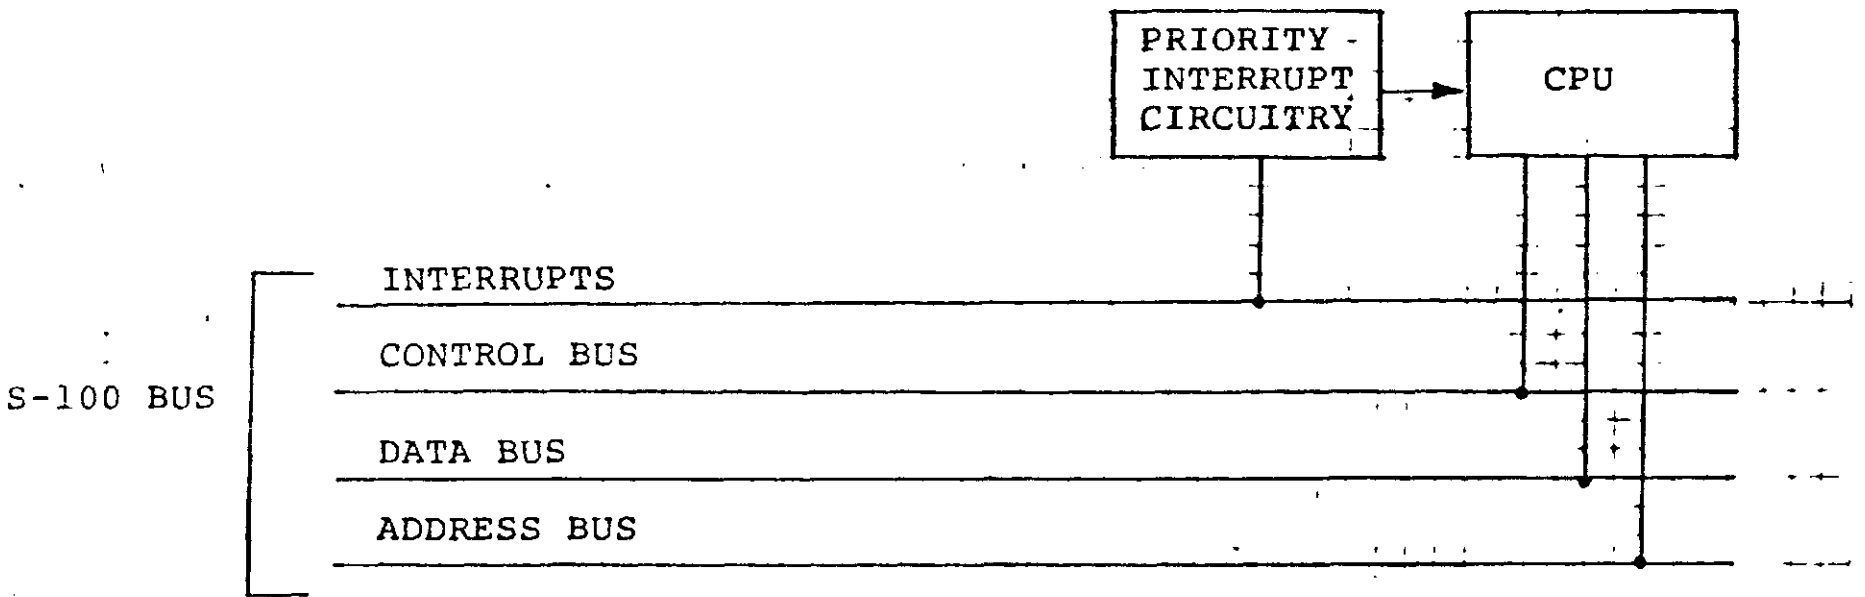 PRIORITY
INTERRUPT
CIRCUITRY
CPU
INTERRUPTS
CONTROL BUS
S-100 BUS
DATA BUS
ADDRESS BUS